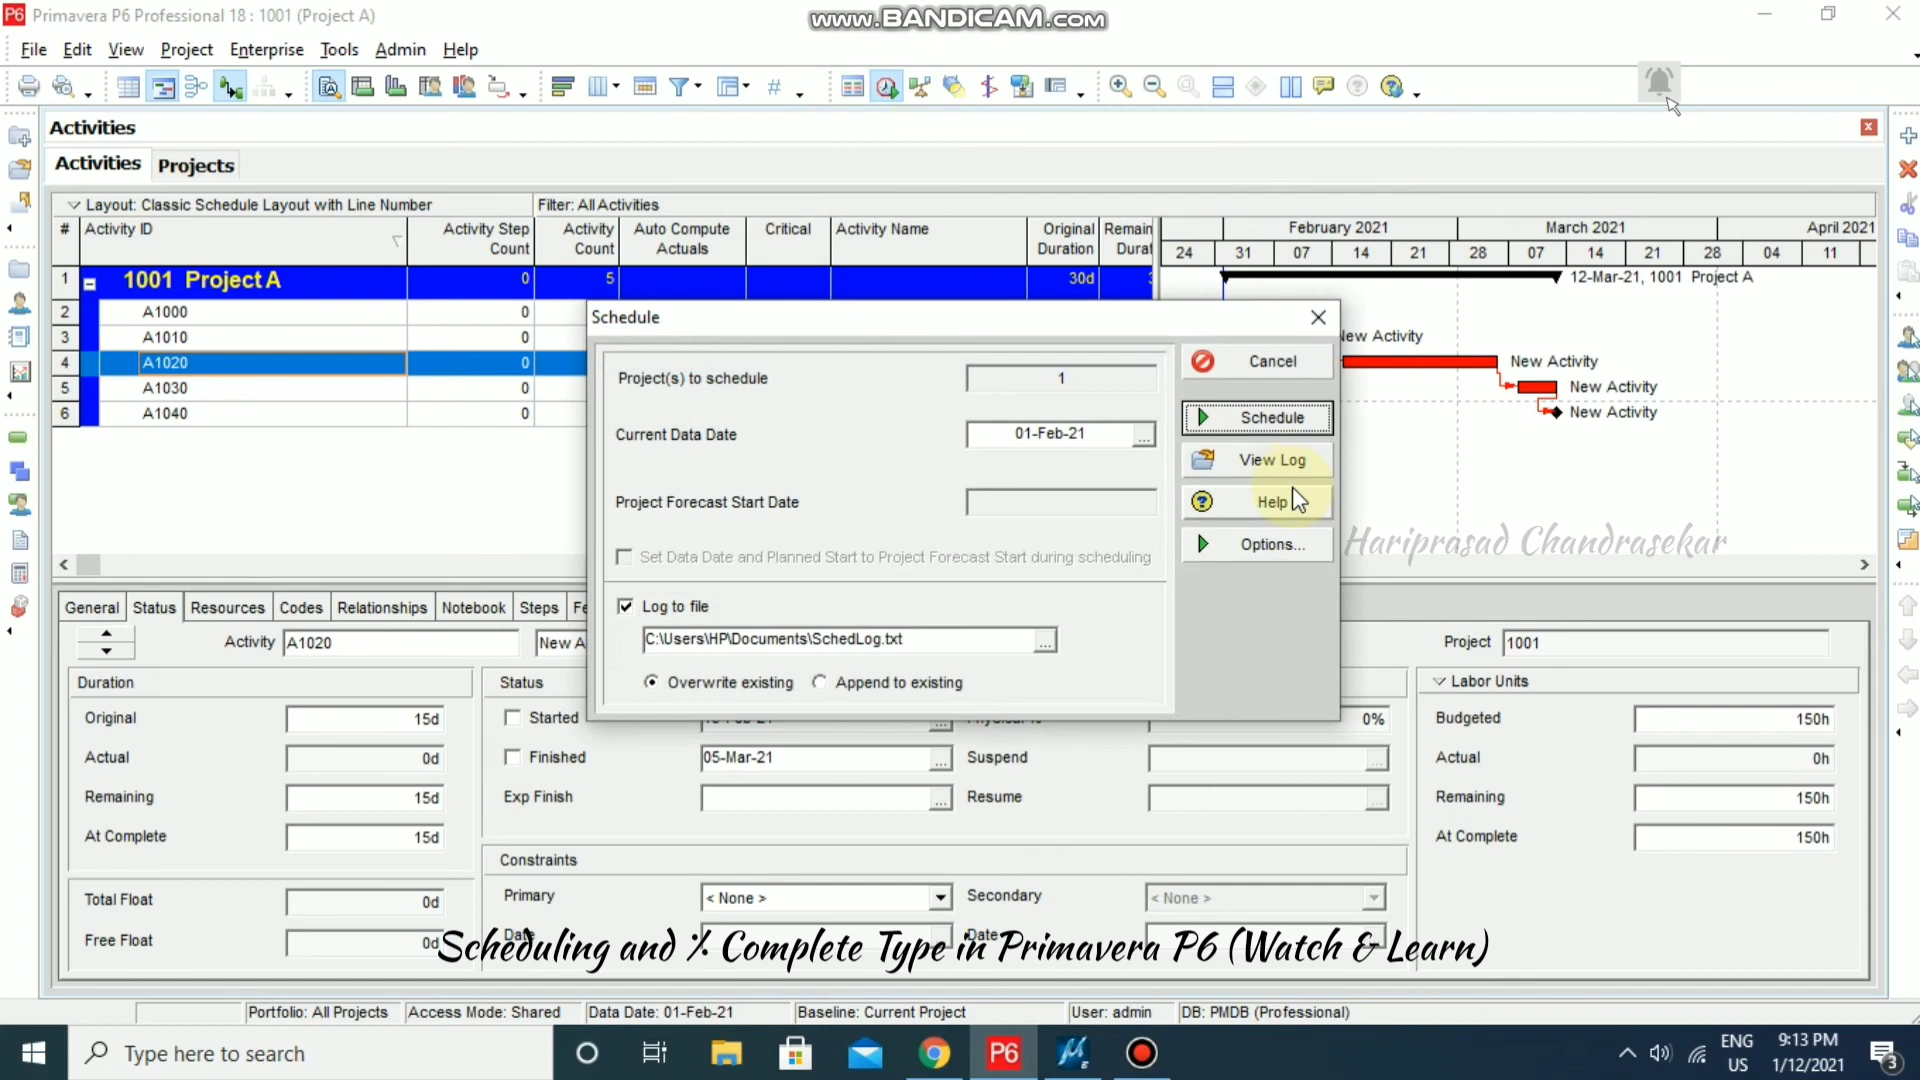 Primavera P6 Professional 18 : 1001 (Project A)
www.BANDICAM.com
File Edit View Project Enterprise Tools Admin Help
Activities
Activities Projects
Layout: Classic Schedule Layout with Line Number Filter: All Activities
# Activity ID Activity Step Count Activity Count Auto Compute Actuals Critical Activity Name Original Duration Remain Durat
February 2021 March 2021 April 2021
24 31 07 14 21 28 07 14 21 28 04 11
1 1001 Project A 0 5 30d
12-Mar-21, 1001 Project A
2 A1000 0
3 A1010 0
New Activity
4 A1020 0
New Activity
5 A1030 0
New Activity
6 A1040 0
New Activity
Schedule
Project(s) to schedule 1
Cancel
Current Data Date 01-Feb-21 ...
Schedule
View Log
Project Forecast Start Date
Help
Set Data Date and Planned Start to Project Forecast Start during scheduling
Options...
Hariprasad Chandrasekar
Log to file
C:\Users\HP\Documents\SchedLog.txt ...
Overwrite existing Append to existing
General Status Resources Codes Relationships Notebook Steps Fe
Activity A1020 New A Project 1001
Duration Status Labor Units
Original 15d Started 0% Budgeted 150h
Actual 0d Finished 05-Mar-21 ... Suspend ... Actual 0h
Remaining 15d Exp Finish ... Resume ... Remaining 150h
At Complete 15d At Complete 150h
Constraints
Total Float 0d Primary < None > Secondary < None >
Free Float 0d Date Date
Scheduling and % Complete Type in Primavera P6 (Watch & Learn)
Portfolio: All Projects Access Mode: Shared Data Date: 01-Feb-21 Baseline: Current Project User: admin DB: PMDB (Professional)
Type here to search
P6
ENG US
9:13 PM
1/12/2021
3